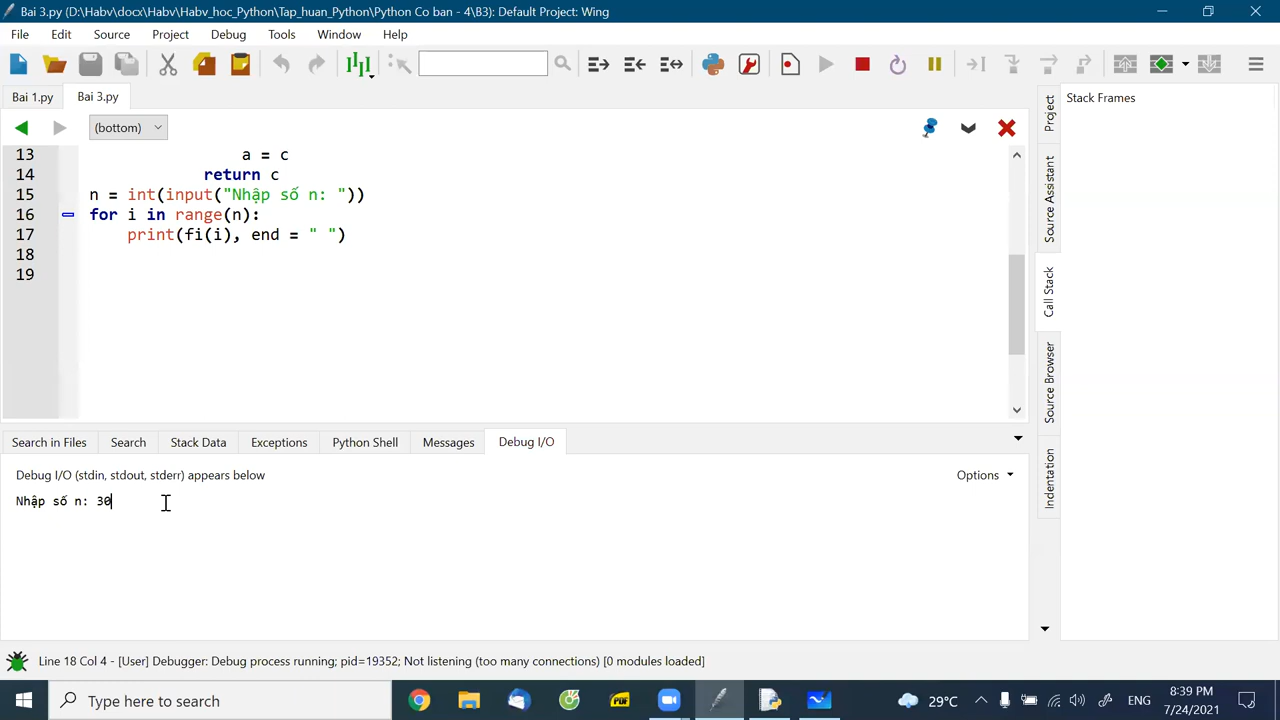 Bai 3.py (D:\Habv\docx\Habv\Habv_hoc_Python\Tap_huan_Python\Python Co ban - 4\B3): Default Project: Wing
File Edit Source Project Debug Tools Window Help
Bai 1.py Bai 3.py
(bottom)
Stack Frames
13 a = c
14 return c
15 n = int(input("Nhập số n: "))
16 for i in range(n):
17 print(fi(i), end = " ")
18
19
Project
Source Assistant
Call Stack
Source Browser
Indentation
Search in Files Search Stack Data Exceptions Python Shell Messages Debug I/O
Debug I/O (stdin, stdout, stderr) appears below Options
Nhập số n: 30
Line 18 Col 4 - [User] Debugger: Debug process running; pid=19352; Not listening (too many connections) [0 modules loaded]
Type here to search
PDF
29°C
ENG
8:39 PM
7/24/2021